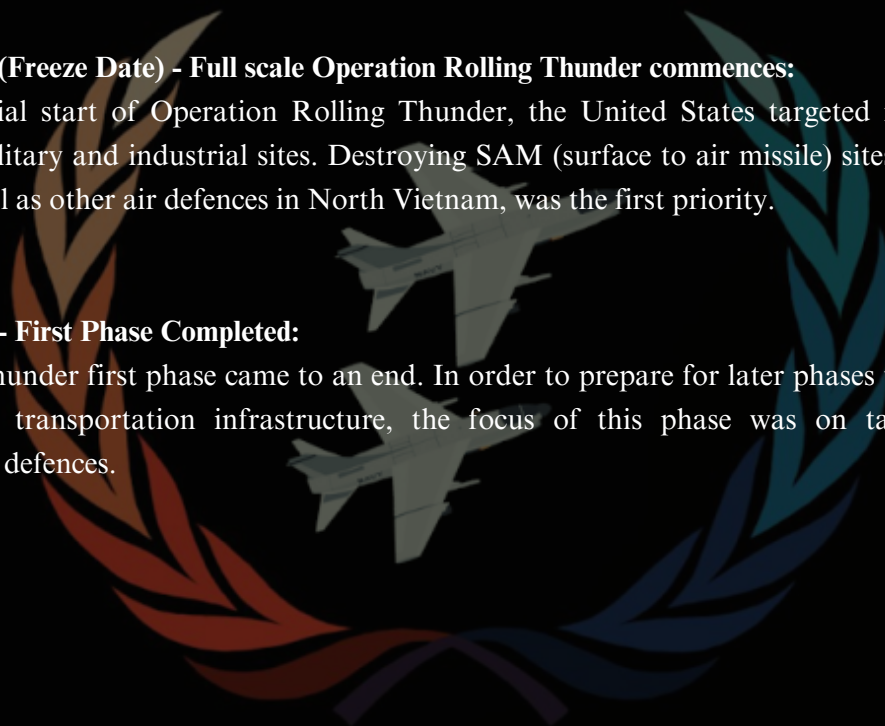 (Freeze Date) - Full scale Operation Rolling Thunder commences:
ial start of Operation Rolling Thunder, the United States targeted
litary and industrial sites. Destroying SAM (surface to air missile) sites
l as other air defences in North Vietnam, was the first priority.
- First Phase Completed:
hunder first phase came to an end. In order to prepare for later phases
transportation infrastructure, the focus of this phase was on ta
defences.